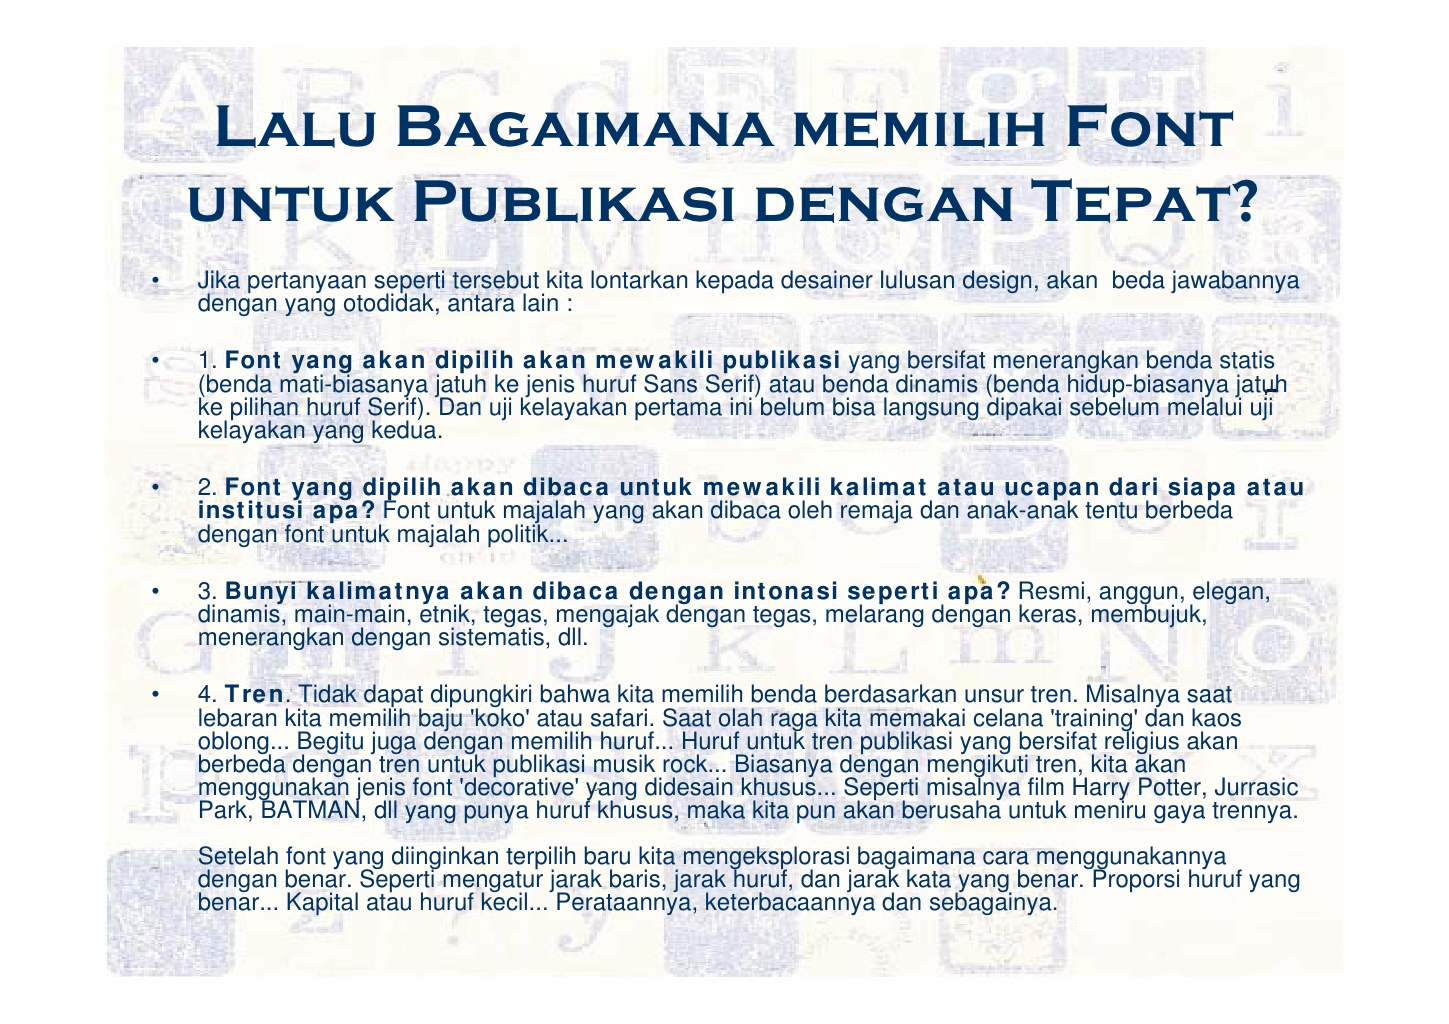 Lalu Bagaimana memilih Font
untuk Publikasi dengan Tepat?
• Jika pertanyaan seperti tersebut kita lontarkan kepada desainer lulusan design, akan  beda jawabannya
dengan yang otodidak, antara lain :
• 1. Font yang akan dipilih akan mewakili publikasi yang bersifat menerangkan benda statis
(benda mati-biasanya jatuh ke jenis huruf Sans Serif) atau benda dinamis (benda hidup-biasanya jatuh
ke pilihan huruf Serif). Dan uji kelayakan pertama ini belum bisa langsung dipakai sebelum melalui uji
kelayakan yang kedua.
• 2. Font yang dipilih akan dibaca untuk mewakili kalimat atau ucapan dari siapa atau
institusi apa? Font untuk majalah yang akan dibaca oleh remaja dan anak-anak tentu berbeda
dengan font untuk majalah politik...
• 3. Bunyi kalimatnya akan dibaca dengan intonasi seperti apa? Resmi, anggun, elegan,
dinamis, main-main, etnik, tegas, mengajak dengan tegas, melarang dengan keras, membujuk,
menerangkan dengan sistematis, dll.
• 4. Tren. Tidak dapat dipungkiri bahwa kita memilih benda berdasarkan unsur tren. Misalnya saat
lebaran kita memilih baju 'koko' atau safari. Saat olah raga kita memakai celana 'training' dan kaos
oblong... Begitu juga dengan memilih huruf... Huruf untuk tren publikasi yang bersifat religius akan
berbeda dengan tren untuk publikasi musik rock... Biasanya dengan mengikuti tren, kita akan
menggunakan jenis font 'decorative' yang didesain khusus... Seperti misalnya film Harry Potter, Jurrasic
Park, BATMAN, dll yang punya huruf khusus, maka kita pun akan berusaha untuk meniru gaya trennya.
Setelah font yang diinginkan terpilih baru kita mengeksplorasi bagaimana cara menggunakannya
dengan benar. Seperti mengatur jarak baris, jarak huruf, dan jarak kata yang benar. Proporsi huruf yang
benar... Kapital atau huruf kecil... Perataannya, keterbacaannya dan sebagainya.